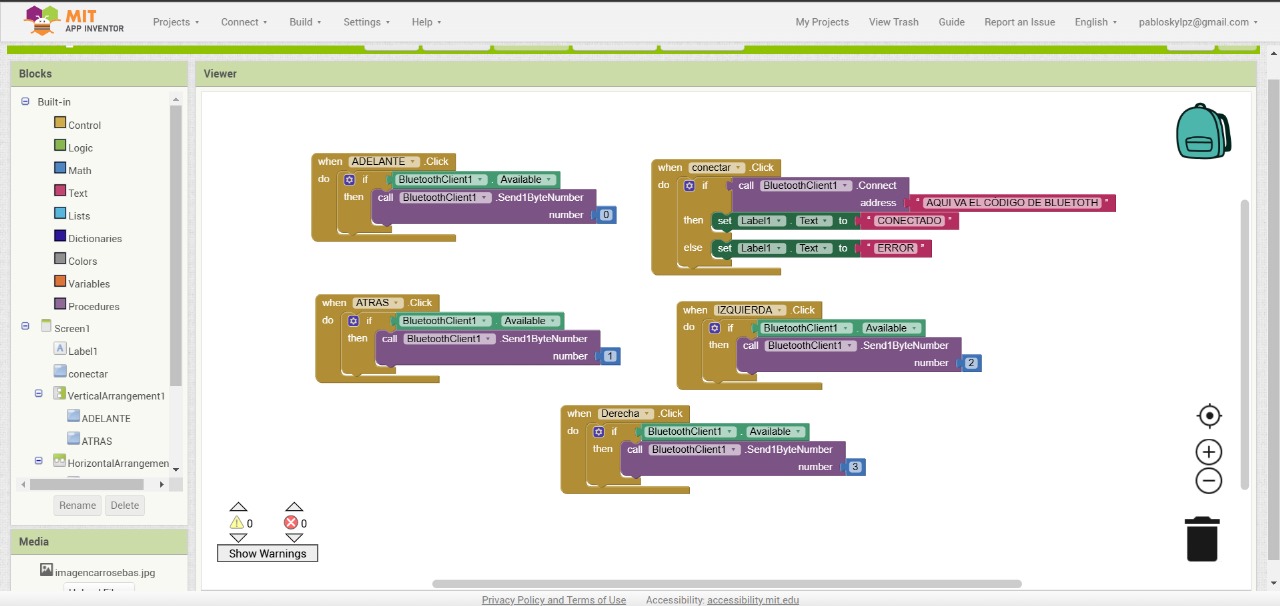 MIT
APP INVENTOR
Projects
Connect
Build
Settings
Help
My Projects
View Trash
Guide
Report an Issue
English
pabloskylpz@gmail.com
Blocks
Built-in
Control
Logic
Math
Text
Lists
Dictionaries
Colors
Variables
Procedures
Screen1
Label1
conectar
VerticalArrangement1
ADELANTE
ATRAS
HorizontalArrangemen
Rename Delete
Media
imagencarrosebas.jpg
Viewer
when ADELANTE .Click
do if BluetoothClient1 . Available
then call BluetoothClient1 .Send1ByteNumber
number 0
when conectar .Click
do if call BluetoothClient1 .Connect
address " AQUI VA EL CÓDIGO DE BLUETOTH "
then set Label1 . Text to " CONECTADO "
else set Label1 . Text to " ERROR "
when ATRAS .Click
do if BluetoothClient1 . Available
then call BluetoothClient1 .Send1ByteNumber
number 1
when IZQUIERDA .Click
do if BluetoothClient1 . Available
then call BluetoothClient1 .Send1ByteNumber
number 2
when Derecha .Click
do if BluetoothClient1 . Available
then call BluetoothClient1 .Send1ByteNumber
number 3
0 0
Show Warnings
Privacy Policy and Terms of Use Accessibility: accessibility.mit.edu